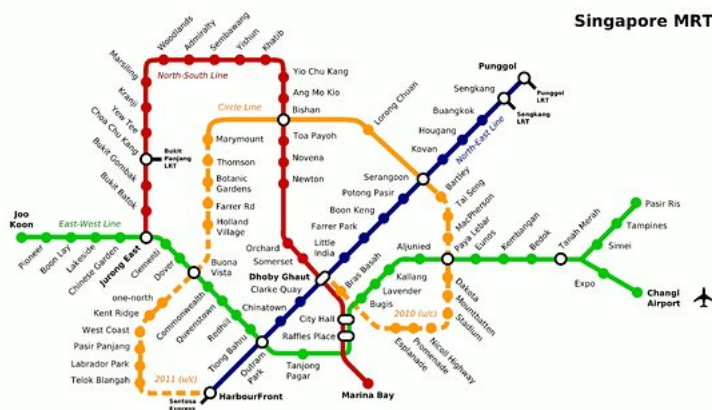 Singapore MRT
Woodlands
Admiralty
Sembawang
Yishun
Khatib
Marsiling
Kranji
Yew Tee
Choa Chu Kang
Bukit Gombak
Bukit Batok
North-South Line
Bukit
Panjang
LRT
Yio Chu Kang
Ang Mo Kio
Bishan
Toa Payoh
Novena
Newton
Orchard
Somerset
Dhoby Ghaut
City Hall
Raffles Place
Marina Bay
Circle Line
Marymount
Thomson
Botanic
Gardens
Farrer Rd
Holland
Village
Buona
Vista
one-north
Kent Ridge
West Coast
Pasir Panjang
Labrador Park
Telok Blangah
2011 (u/c)
Sentosa
Express
HarbourFront
Lorong Chuan
Serangoon
Bartley
Tai Seng
MacPherson
Paya Lebar
Dakota
Mountbatten
Stadium
Nicoll Highway
Promenade
Esplanade
Bras Basah
2010 (u/c)
Punggol
Punggol
LRT
Sengkang
Sengkang
LRT
Buangkok
Hougang
Kovan
North-East Line
Potong Pasir
Boon Keng
Farrer Park
Little
India
Clarke Quay
Chinatown
Outram
Park
Joo
Koon
East-West Line
Pioneer
Boon Lay
Lakeside
Chinese Garden
Jurong East
Clementi
Dover
Commonwealth
Queenstown
Redhill
Tiong Bahru
Tanjong
Pagar
Bugis
Lavender
Kallang
Aljunied
Eunos
Kembangan
Bedok
Tanah Merah
Simei
Tampines
Pasir Ris
Expo
Changi
Airport